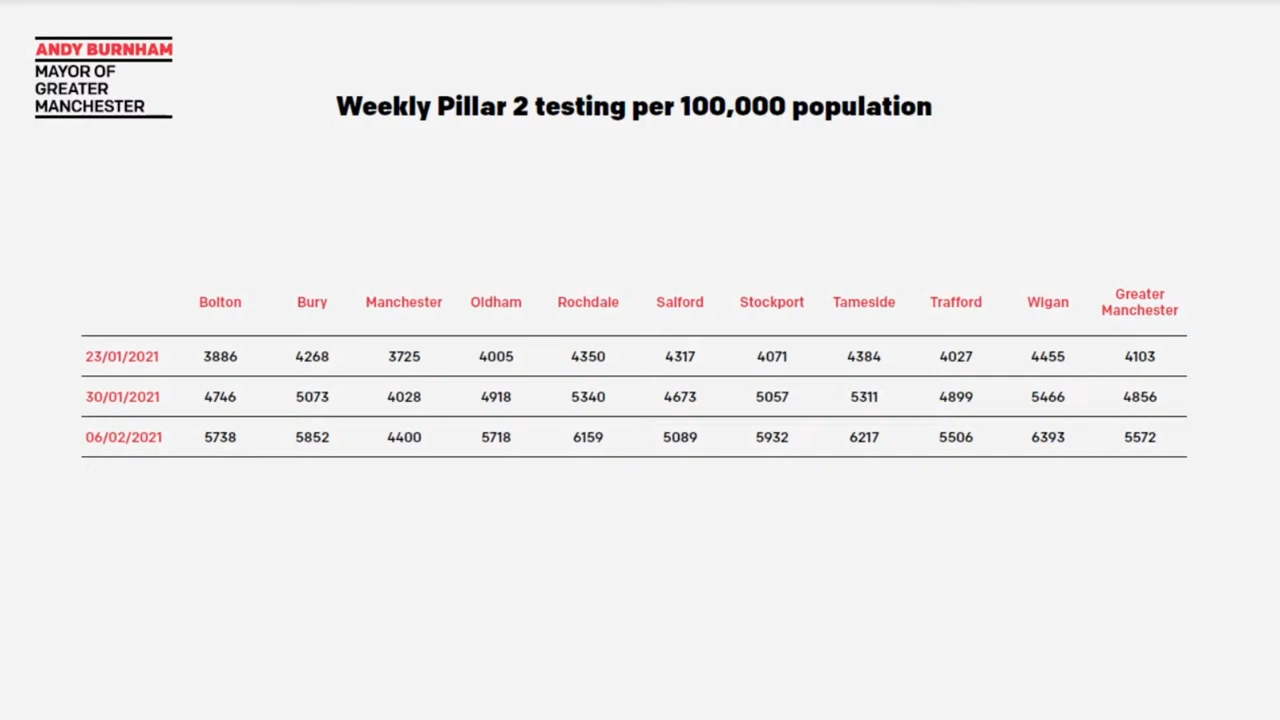 ANDY BURNHAM
MAYOR OF
GREATER
MANCHESTER
Weekly Pillar 2 testing per 100,000 population
Bolton Bury Manchester Oldham Rochdale Salford Stockport Tameside Trafford Wigan Greater Manchester
23/01/2021 3886 4268 3725 4005 4350 4317 4071 4384 4027 4455 4103
30/01/2021 4746 5073 4028 4918 5340 4673 5057 5311 4899 5466 4856
06/02/2021 5738 5852 4400 5718 6159 5089 5932 6217 5506 6393 5572